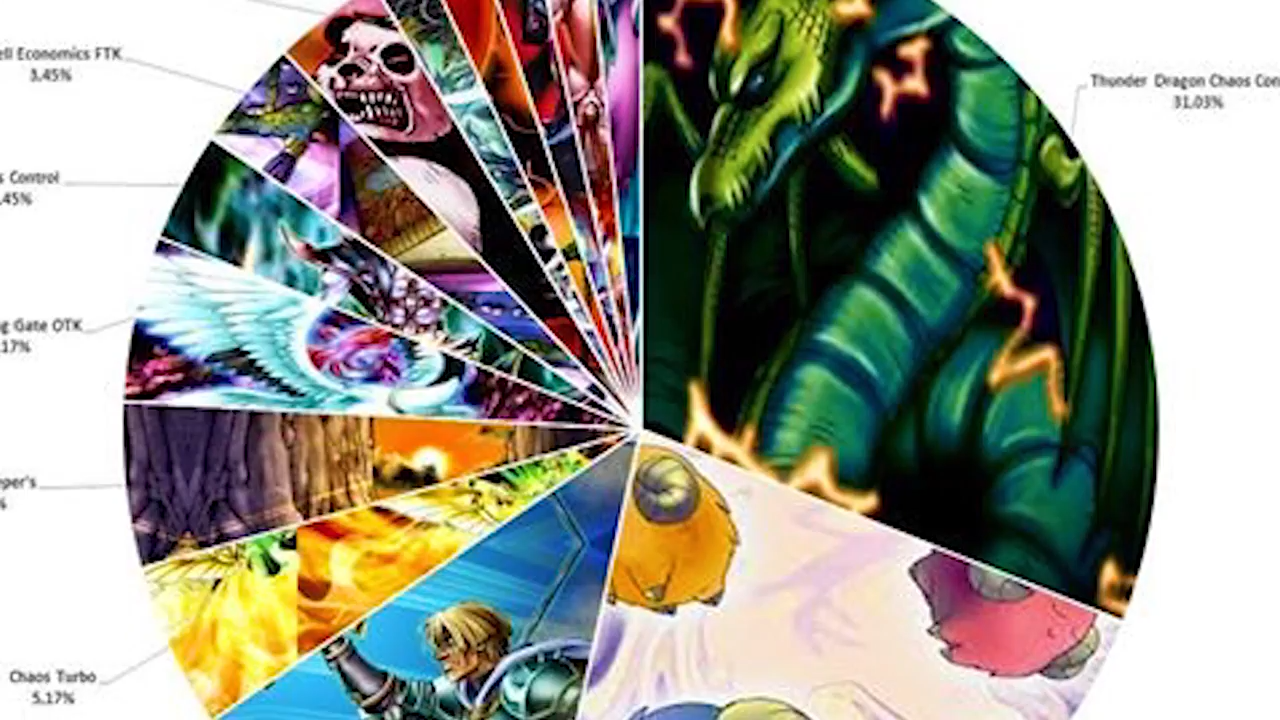 ell Economics FTK
3.45%
Thunder Dragon Chaos Con
31.03%
s Control
.45%
g Gate OTK
.17%
per's
%
Chaos Turbo
5.17%